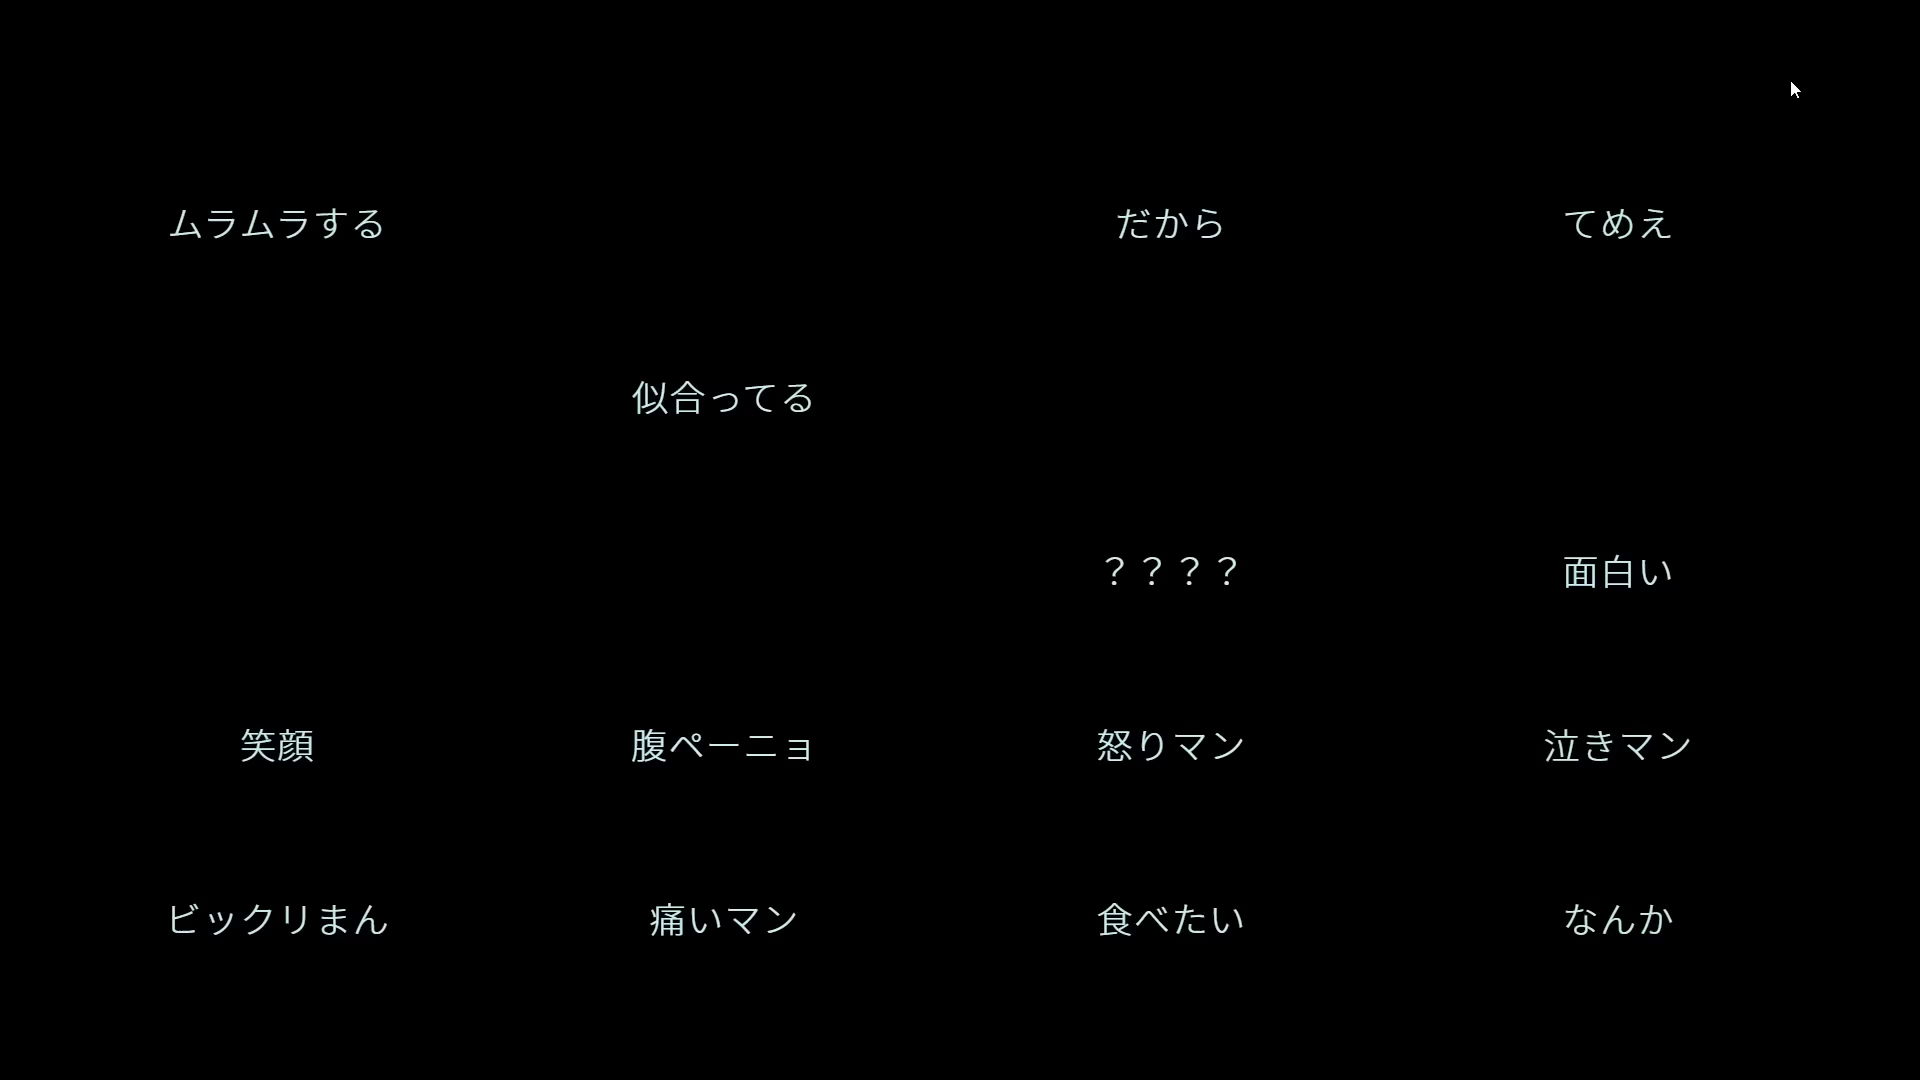 ムラムラする だから てめえ
似合ってる
？？？？ 面白い
笑顔 腹ペーニョ 怒りマン 泣きマン
ビックリまん 痛いマン 食べたい なんか